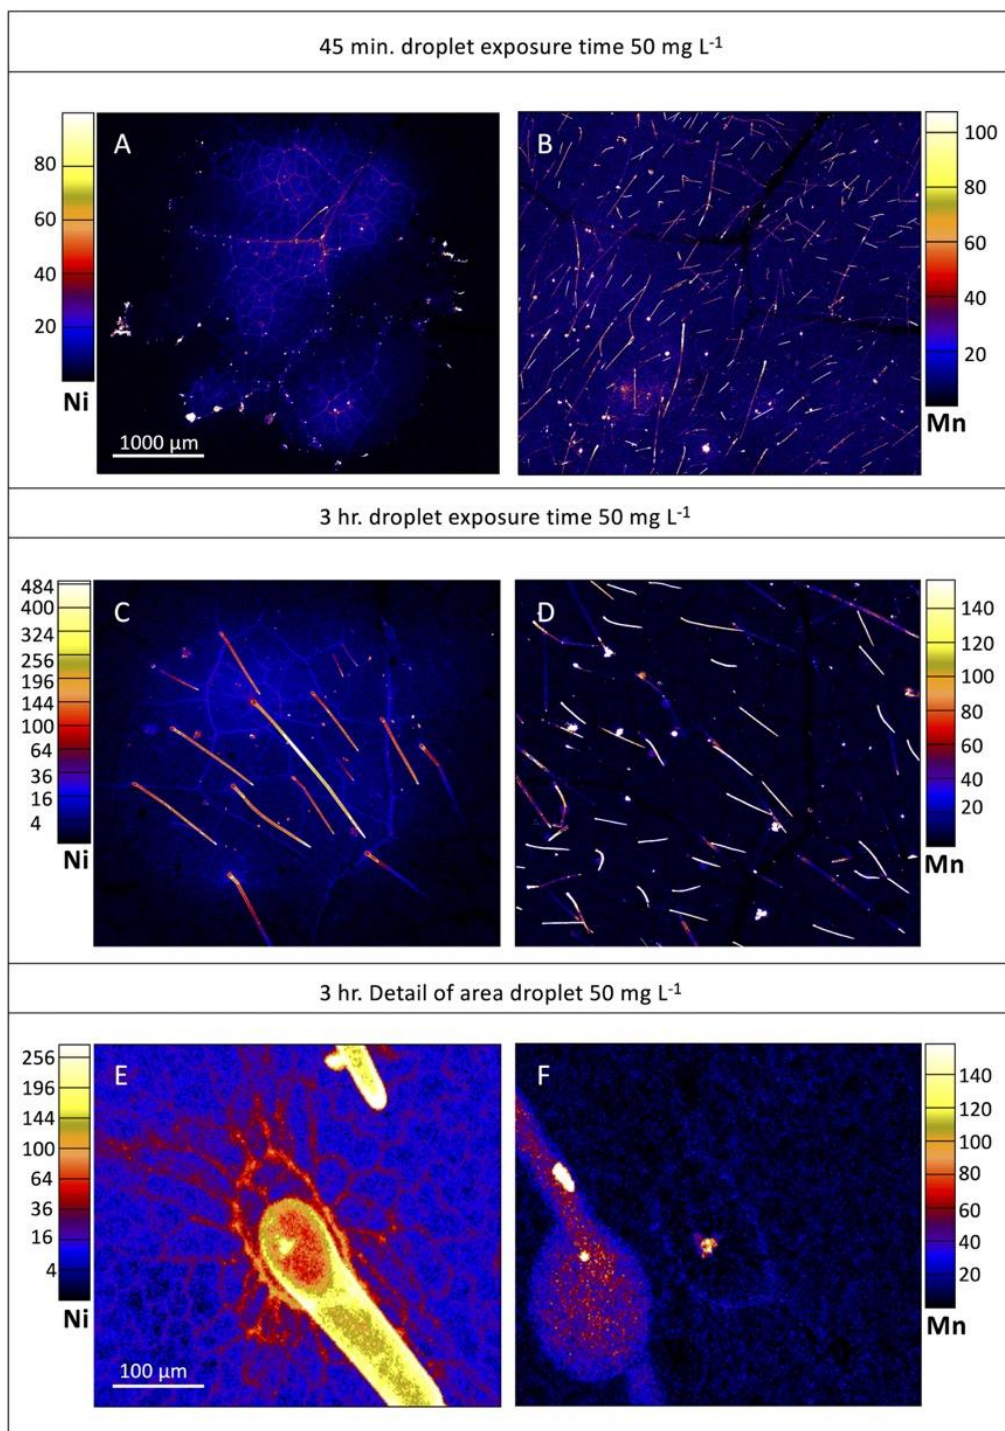 45 min. droplet exposure time 50 mg L⁻¹
A
80
60
40
20
Ni
1000 µm
B
100
80
60
40
20
Mn
3 hr. droplet exposure time 50 mg L⁻¹
C
484
400
324
256
196
144
100
64
36
16
4
Ni
D
140
120
100
80
60
40
20
Mn
3 hr. Detail of area droplet 50 mg L⁻¹
E
256
196
144
100
64
36
16
4
Ni
100 µm
F
140
120
100
80
60
40
20
Mn